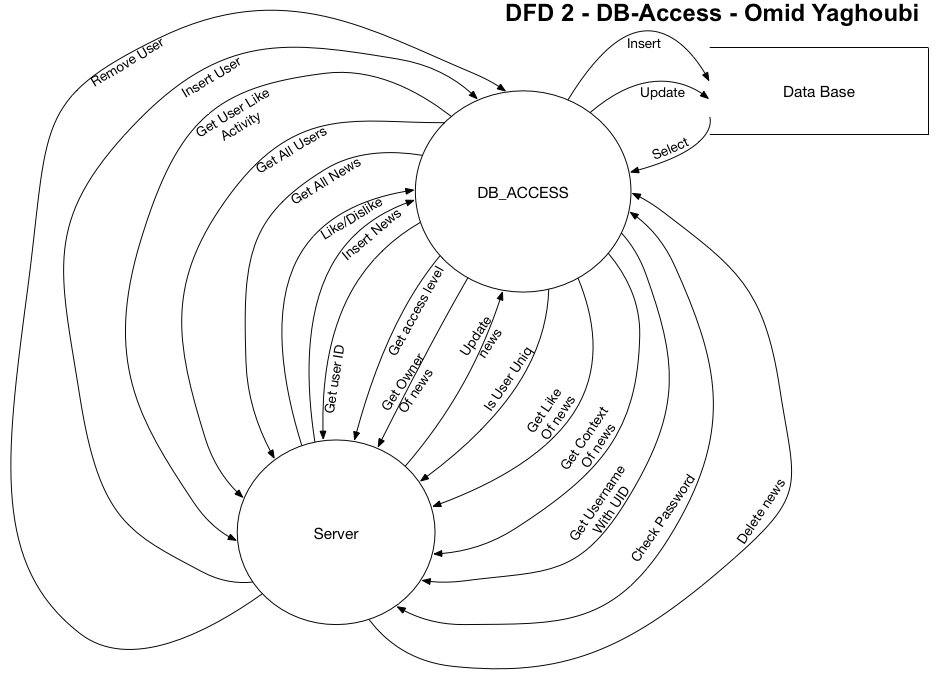 DFD 2 - DB-Access - Omid Yaghoubi
Insert
Remove User
Insert User
Update
Data Base
Get User Like
Activity
Get All Users
Select
Get All News
DB_ACCESS
Like/Dislike
Insert News
Get access level
Update
news
Get user ID
Get Owner
Of news
Is User Uniq
Get Like
Of news
Get Context
Of news
Get Username
With UID
Check Password
Delete news
Server